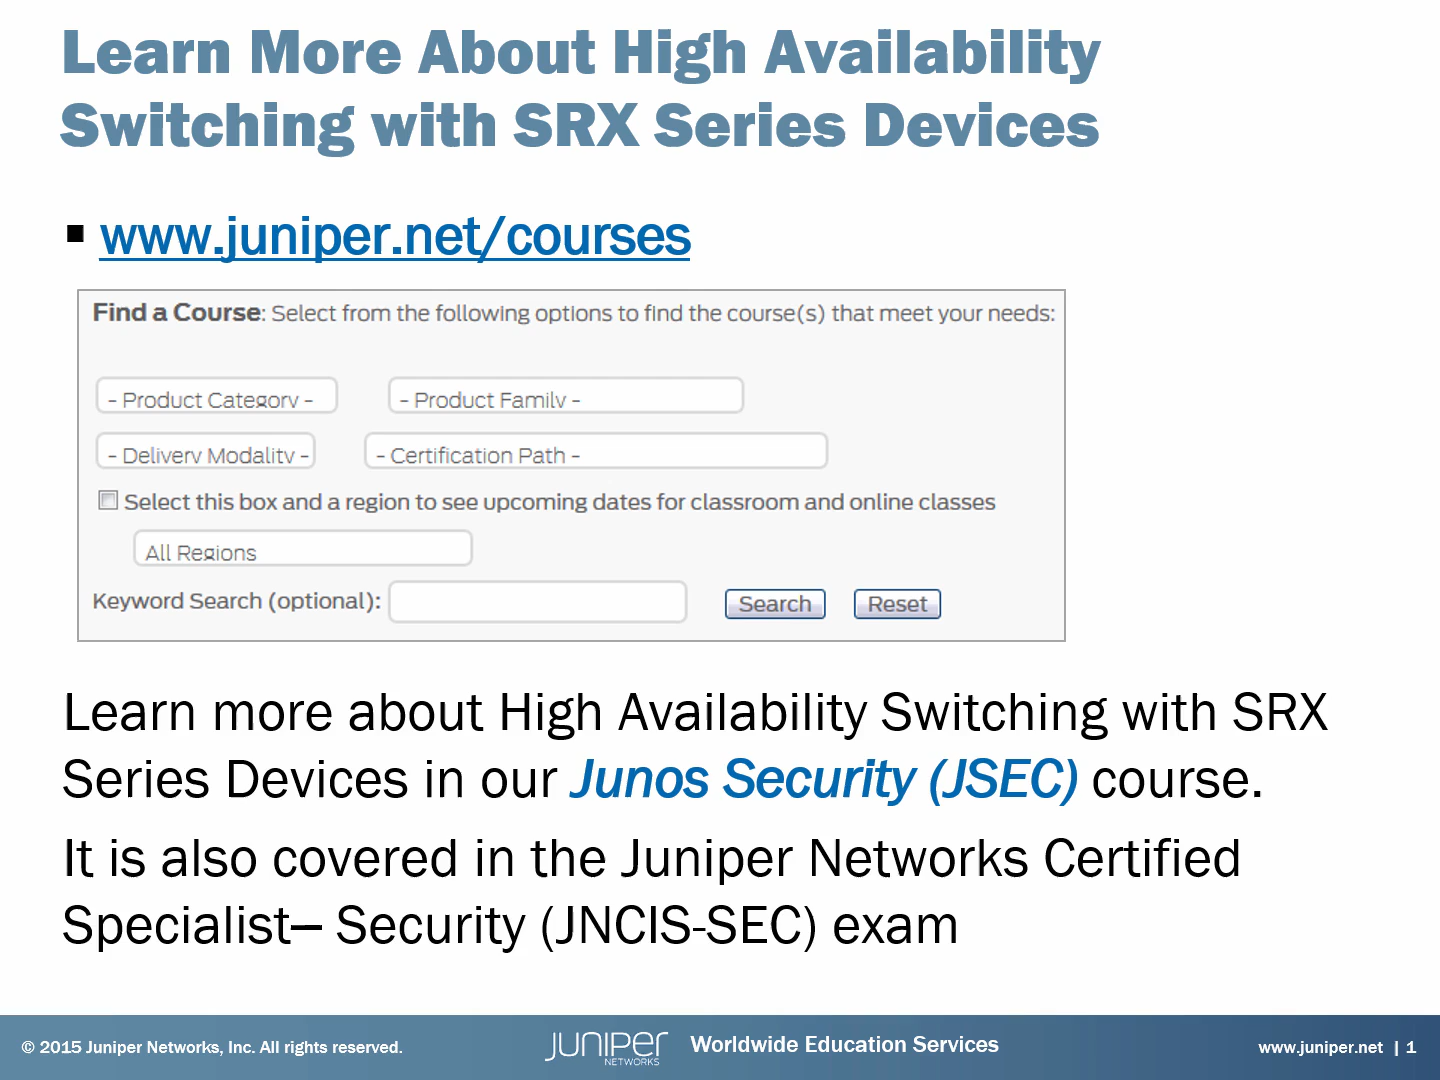 Learn More About High Availability
Switching with SRX Series Devices
▪ www.juniper.net/courses
Find a Course: Select from the following options to find the course(s) that meet your needs:
- Product Category - - Product Family -
- Delivery Modality - - Certification Path -
Select this box and a region to see upcoming dates for classroom and online classes
All Regions
Keyword Search (optional): Search Reset
Learn more about High Availability Switching with SRX
Series Devices in our Junos Security (JSEC) course.
It is also covered in the Juniper Networks Certified
Specialist— Security (JNCIS-SEC) exam
© 2015 Juniper Networks, Inc. All rights reserved. JUNIPER NETWORKS Worldwide Education Services www.juniper.net | 1